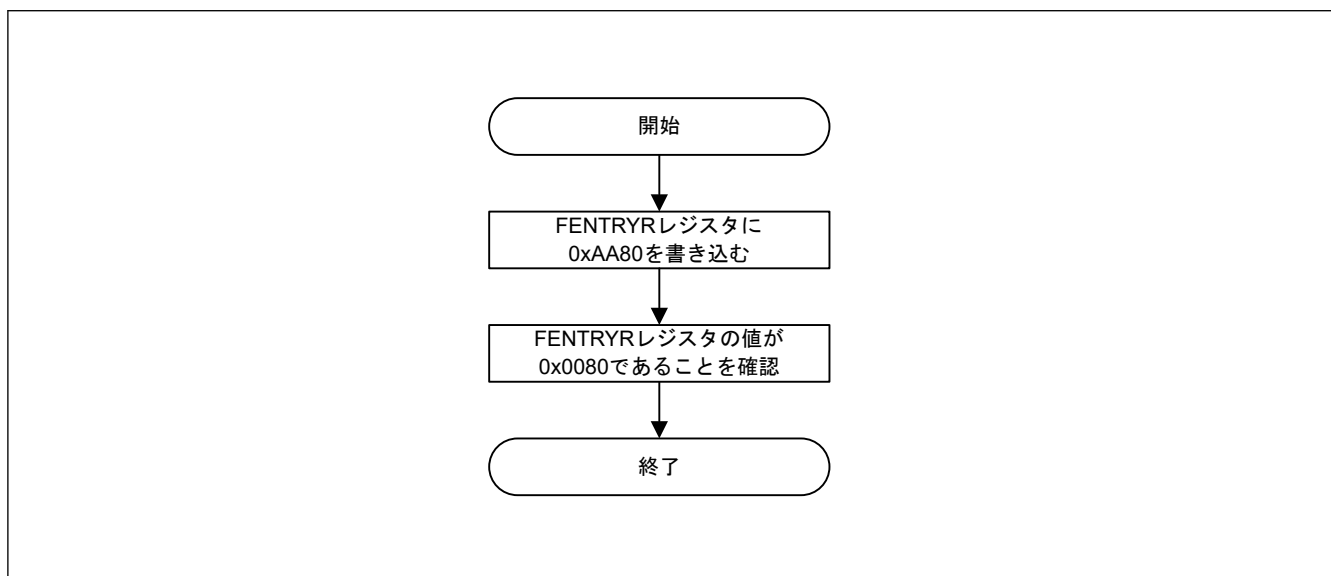 開始
FENTRYRレジスタに
0xAA80を書き込む
FENTRYRレジスタの値が
0x0080であることを確認
終了